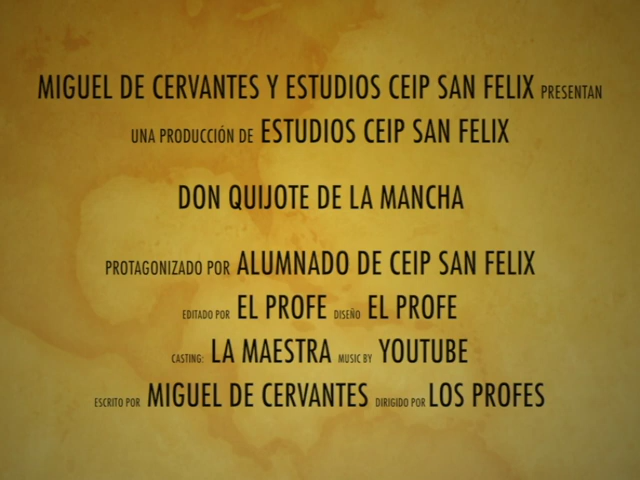 MIGUEL DE CERVANTES Y ESTUDIOS CEIP SAN FELIX PRESENTAN
UNA PRODUCCIÓN DE ESTUDIOS CEIP SAN FELIX
DON QUIJOTE DE LA MANCHA
PROTAGONIZADO POR ALUMNADO DE CEIP SAN FELIX
EDITADO POR EL PROFE DISEÑO EL PROFE
CASTING: LA MAESTRA MUSIC BY YOUTUBE
ESCRITO POR MIGUEL DE CERVANTES DIRIGIDO POR LOS PROFES